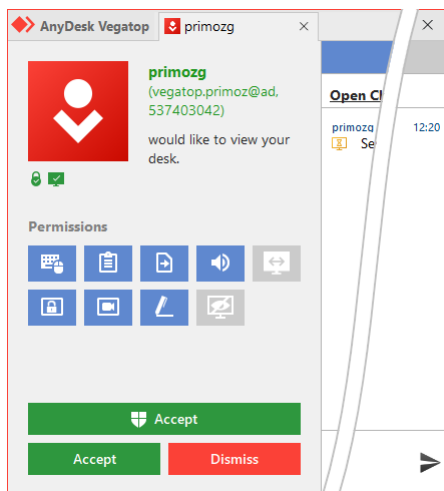 AnyDesk Vegatop
primozg
primozg
(vegatop.primoz@ad,
537403042)
would like to view your
desk.
Permissions
Accept
Accept
Dismiss
Open
primozg
12:20